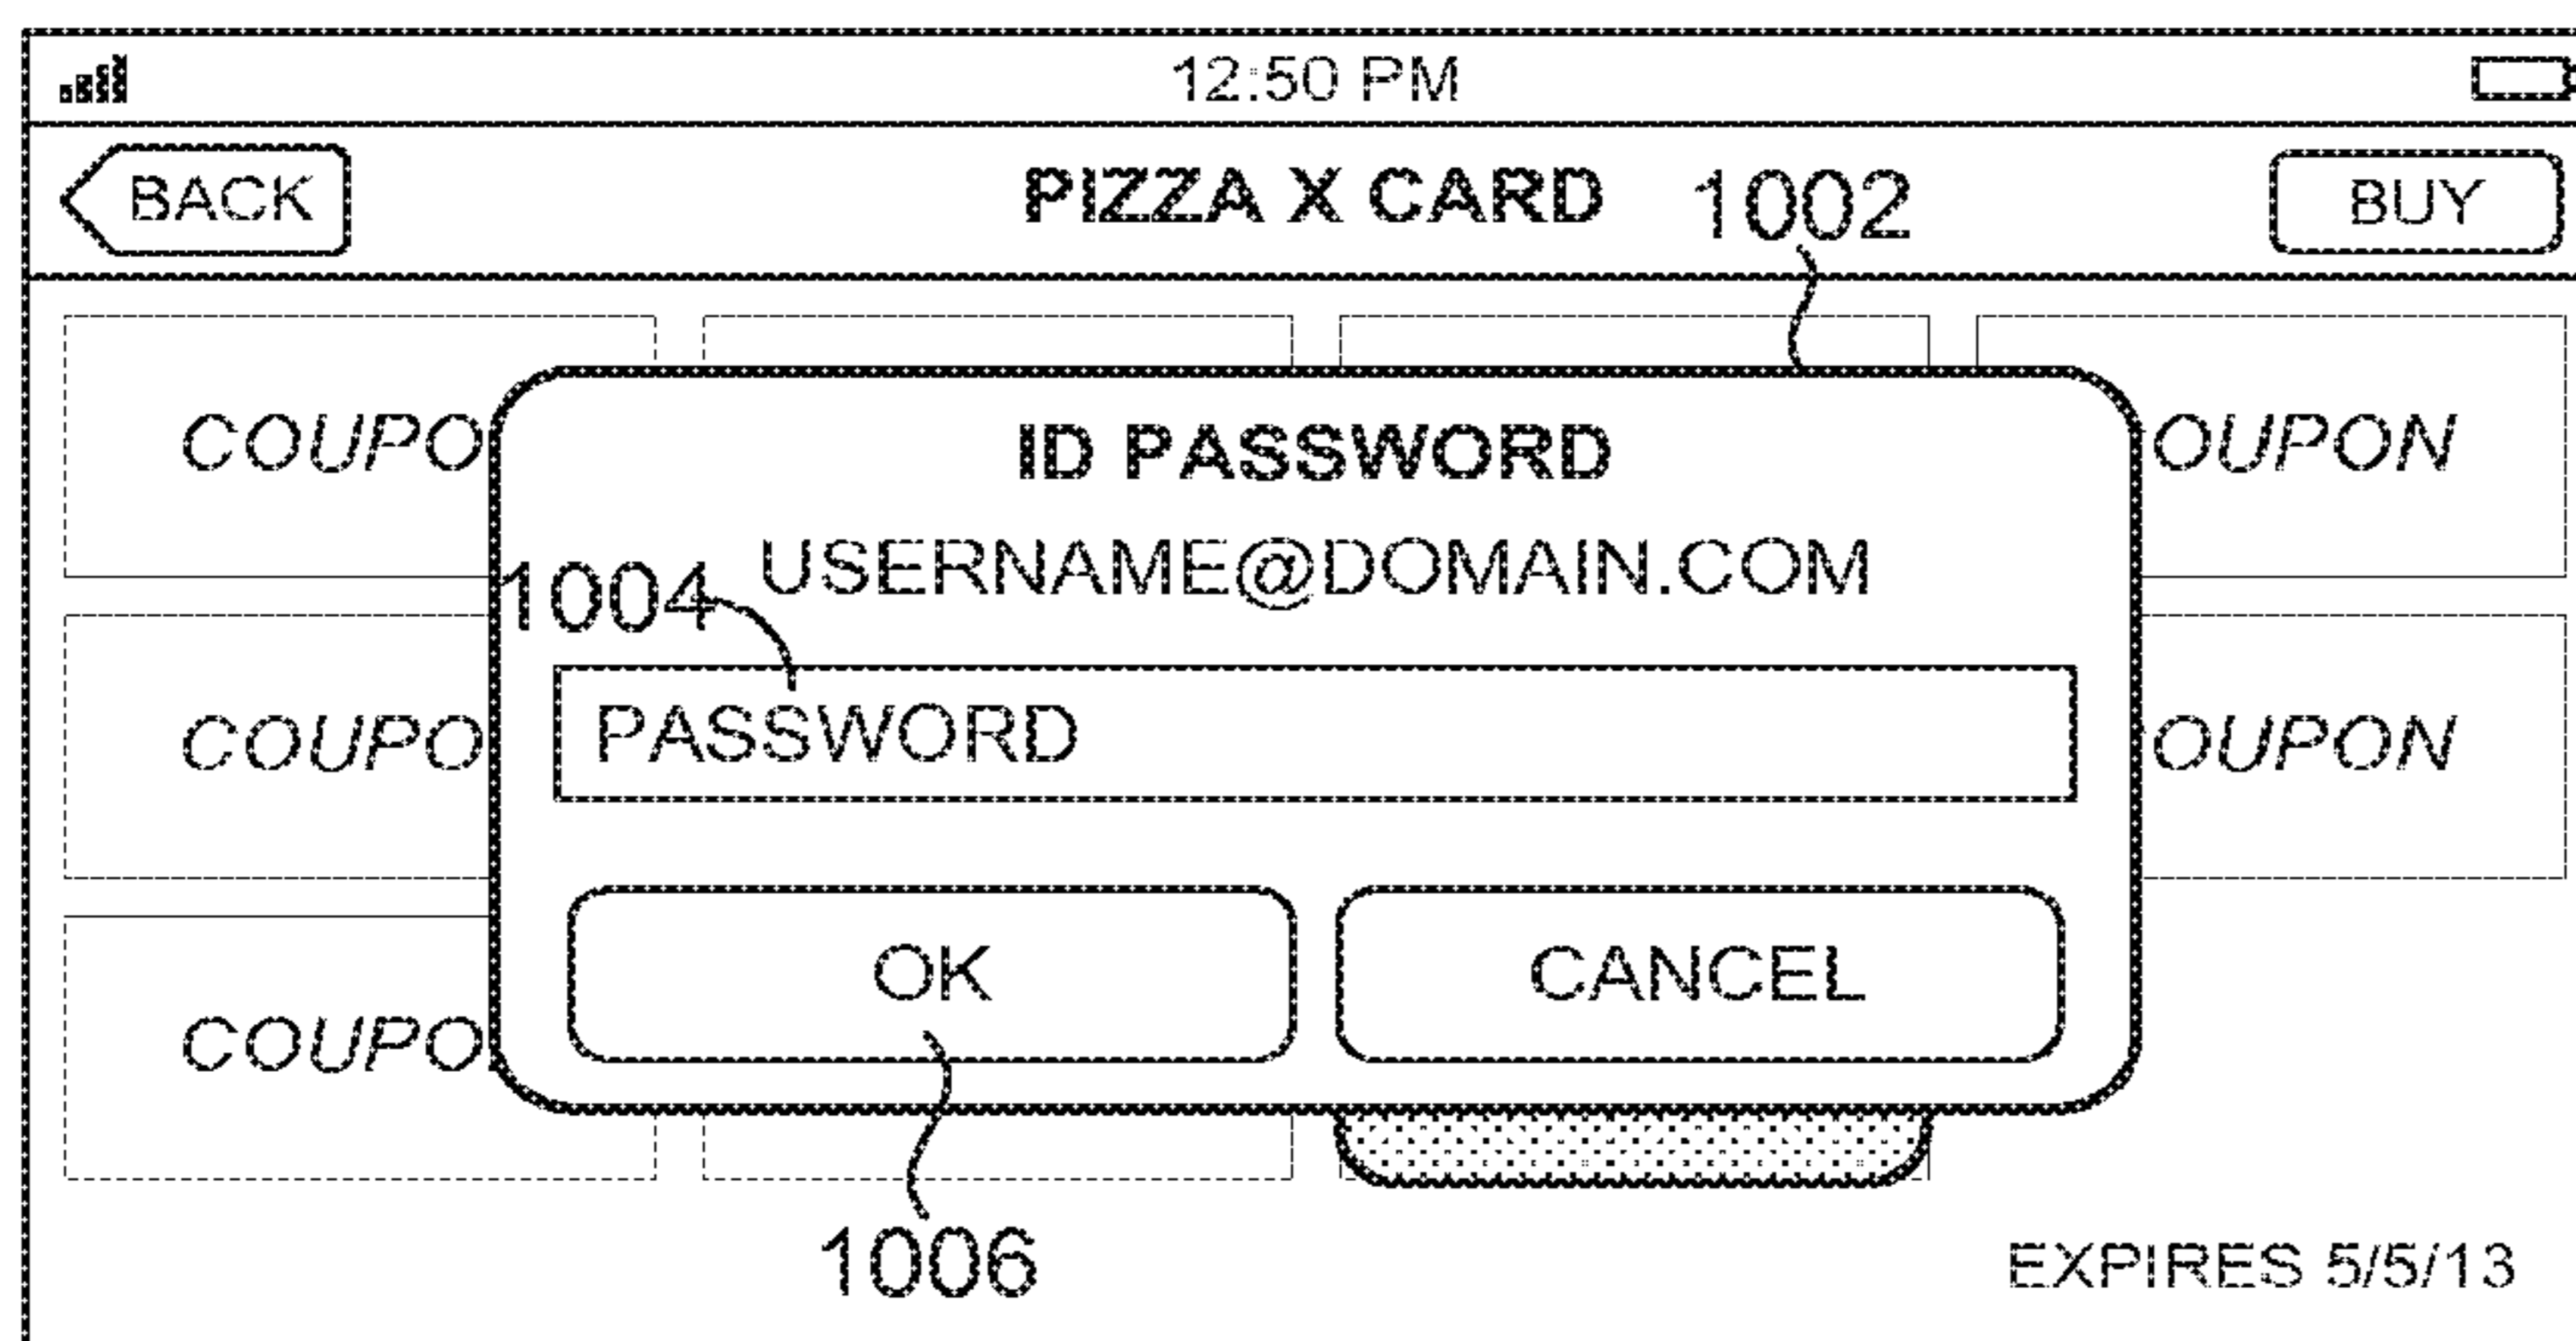 12:50 PM
BACK
PIZZA X CARD
1002
BUY
COUPO
ID PASSWORD
OUPON
1004
USERNAME@DOMAIN.COM
COUPO
PASSWORD
OUPON
COUPO
OK
CANCEL
1006
EXPIRES 5/5/13